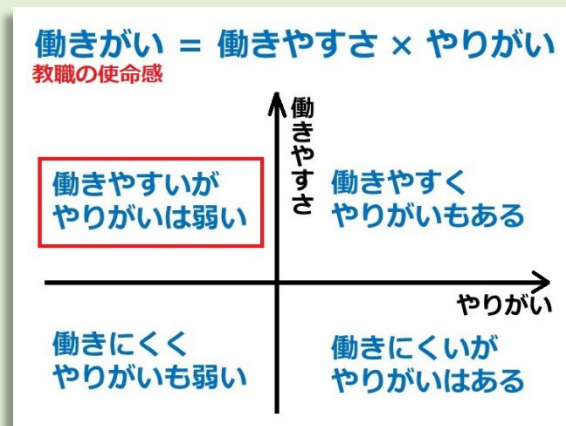 働きがい = 働きやすさ × やりがい
教職の使命感
働きやすさ
働きやすいが
やりがいは弱い
働きやすく
やりがいもある
やりがい
働きにくく
やりがいも弱い
働きにくいが
やりがいはある